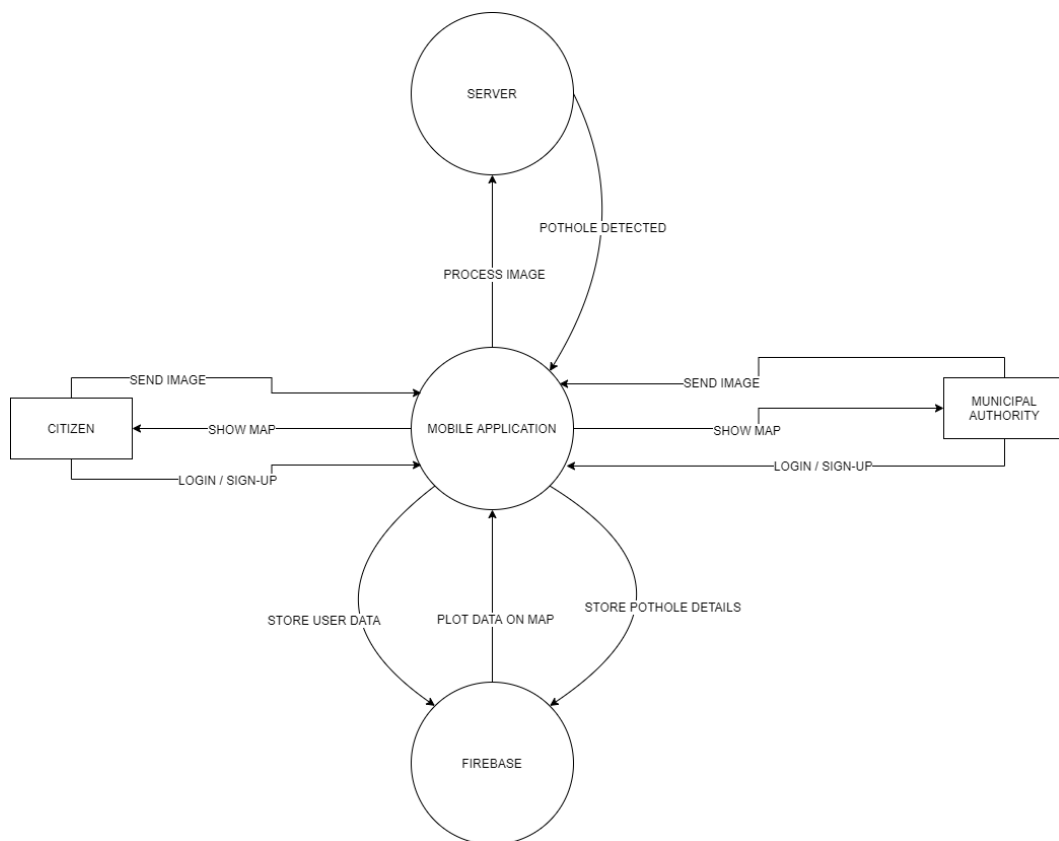 SERVER
POTHOLE DETECTED
PROCESS IMAGE
SEND IMAGE
SEND IMAGE
CITIZEN
SHOW MAP
MOBILE APPLICATION
SHOW MAP
MUNICIPAL
AUTHORITY
LOGIN / SIGN-UP
LOGIN / SIGN-UP
STORE USER DATA
PLOT DATA ON MAP
STORE POTHOLE DETAILS
FIREBASE